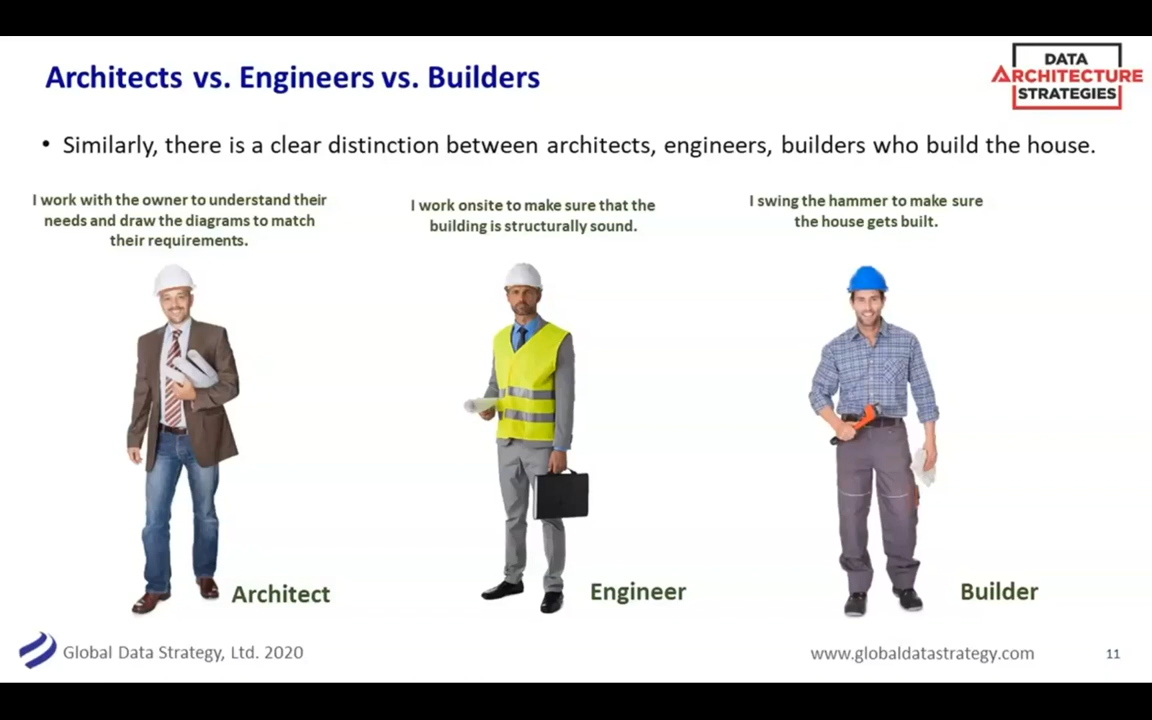 Architects vs. Engineers vs. Builders
DATA
ARCHITECTURE
STRATEGIES
• Similarly, there is a clear distinction between architects, engineers, builders who build the house.
I work with the owner to understand their
needs and draw the diagrams to match
their requirements.
I work onsite to make sure that the
building is structurally sound.
I swing the hammer to make sure
the house gets built.
Architect
Engineer
Builder
Global Data Strategy, Ltd. 2020
www.globaldatastrategy.com
11